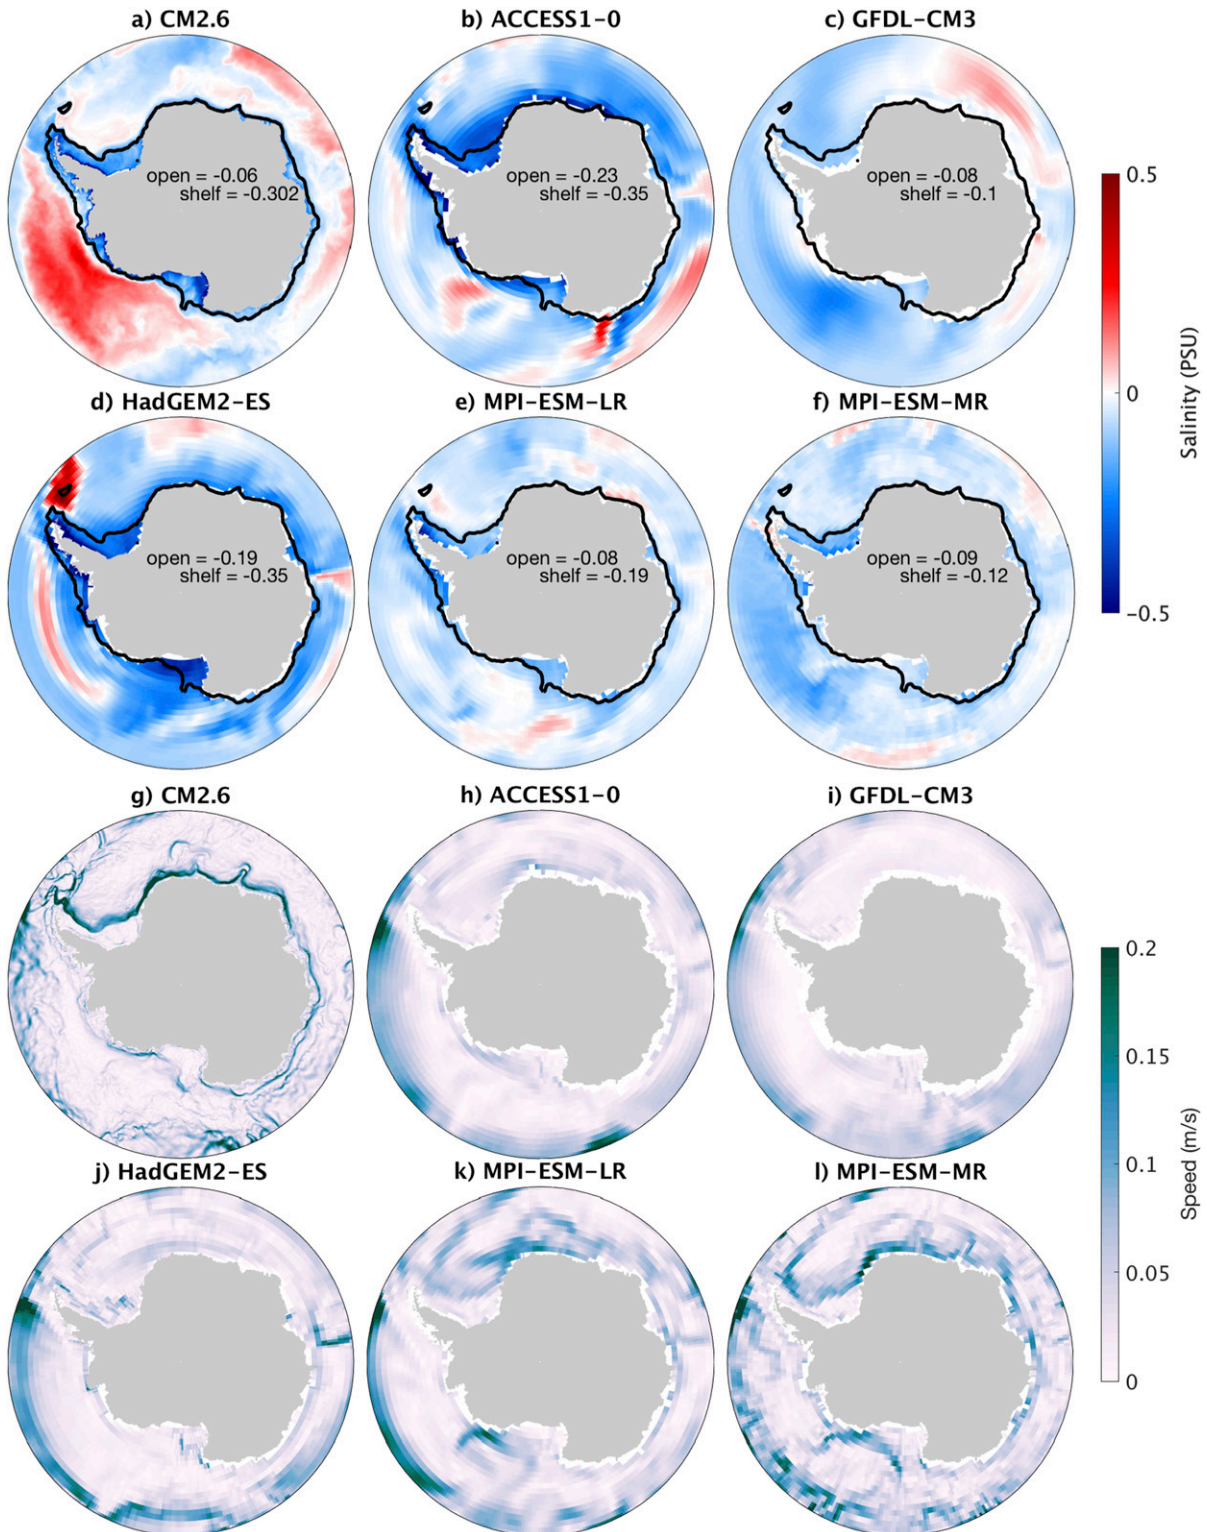 a) CM2.6
b) ACCESS1-0
c) GFDL-CM3
open = -0.06
shelf = -0.302
open = -0.23
shelf = -0.35
open = -0.08
shelf = -0.1
0.5
0
-0.5
Salinity (PSU)
d) HadGEM2-ES
e) MPI-ESM-LR
f) MPI-ESM-MR
open = -0.19
shelf = -0.35
open = -0.08
shelf = -0.19
open = -0.09
shelf = -0.12
g) CM2.6
h) ACCESS1-0
i) GFDL-CM3
0.2
0.15
0.1
0.05
0
Speed (m/s)
j) HadGEM2-ES
k) MPI-ESM-LR
l) MPI-ESM-MR